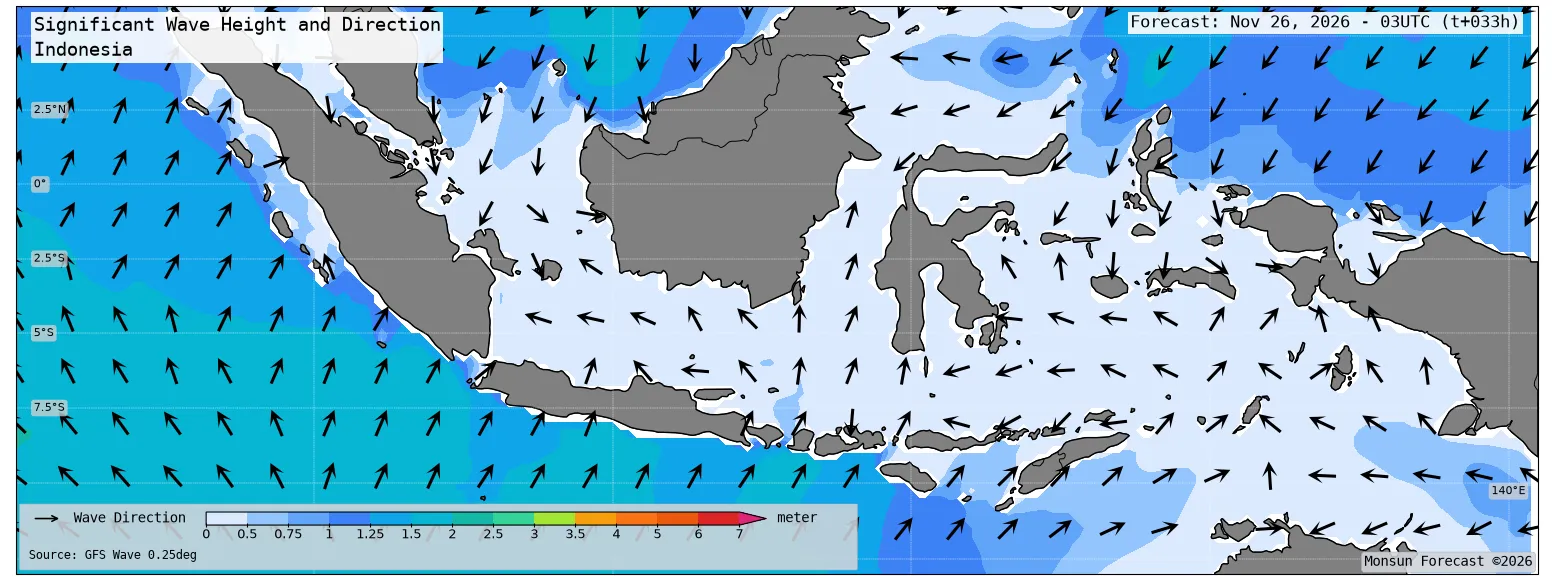 Significant Wave Height and Direction
Indonesia
Forecast: Nov 26, 2026 - 03UTC (t+033h)
2.5°N
0°
2.5°S
5°S
7.5°S
140°E
Wave Direction
meter
0 0.5 0.75 1 1.25 1.5 2 2.5 3 3.5 4 5 6 7
Source: GFS Wave 0.25deg
Monsun Forecast ©2026